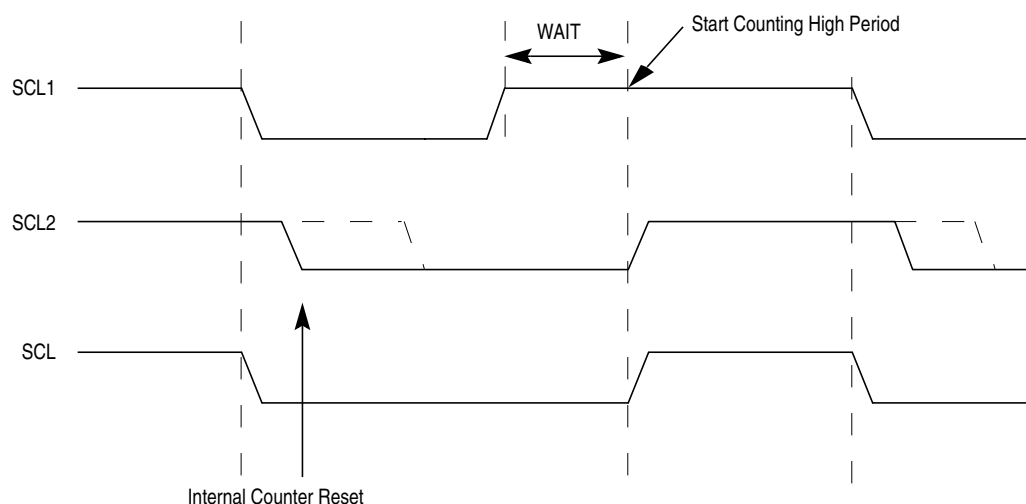 WAIT
Start Counting High Period
SCL1
SCL2
SCL
Internal Counter Reset